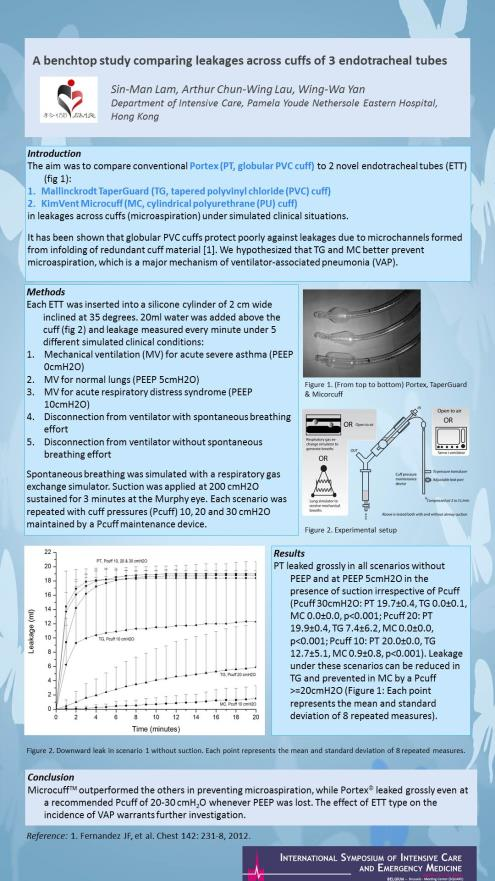 A benchtop study comparing leakages across cuffs of 3 endotracheal tubes
Sin-Man Lam, Arthur Chun-Wing Lau, Wing-Wa Yan
Department of Intensive Care, Pamela Youde Nethersole Eastern Hospital,
Hong Kong
Introduction
The aim was to compare conventional Portex (PT, globular PVC cuff) to 2 novel endotracheal tubes (ETT)
(fig 1):
1. Mallinckrodt TaperGuard (TG, tapered polyvinyl chloride (PVC) cuff)
2. KimVent Microcuff (MC, cylindrical polyurethrane (PU) cuff)
in leakages across cuffs (microaspiration) under simulated clinical situations.
It has been shown that globular PVC cuffs protect poorly against leakages due to microchannels formed
from infolding of redundant cuff material [1]. We hypothesized that TG and MC better prevent
microaspiration, which is a major mechanism of ventilator-associated pneumonia (VAP).
Methods
Each ETT was inserted into a silicone cylinder of 2 cm wide
inclined at 35 degrees. 20ml water was added above the
cuff (fig 2) and leakage measured every minute under 5
different simulated clinical conditions:
1. Mechanical ventilation (MV) for acute severe asthma (PEEP
0cmH2O)
2. MV for normal lungs (PEEP 5cmH2O)
3. MV for acute respiratory distress syndrome (PEEP
10cmH2O)
4. Disconnection from ventilator with spontaneous breathing
effort
5. Disconnection from ventilator without spontaneous
breathing effort
Spontaneous breathing was simulated with a respiratory gas
exchange simulator. Suction was applied at 200 cmH2O
sustained for 3 minutes at the Murphy eye. Each scenario was
repeated with cuff pressures (Pcuff) 10, 20 and 30 cmH2O
maintained by a Pcuff maintenance device.
Figure 1. (From top to bottom) Portex, TaperGuard
& Micorcuff
OR
Open to air
Respiratory gas ex-
change simulator to
generate breaths
OR
Lung simulator to
receive mechanical
breaths
Open to air
OR
Servo i ventilator
Cuff pressure
maintenance
device
Figure 2. Experimental setup
22
20
18
16
14
12
10
8
6
4
2
0
Leakage (ml)
PT, Pcuff 10, 20 & 30 cmH2O
TG, Pcuff 10 cmH2O
TG, Pcuff 20 cmH2O
MC, Pcuff 10 cmH2O
0 2 4 6 8 10 12 14 16 18 20
Time (minutes)
Results
PT leaked grossly in all scenarios without
PEEP and at PEEP 5cmH2O in the
presence of suction irrespective of Pcuff
(Pcuff 30cmH2O: PT 19.7±0.4, TG 0.0±0.1,
MC 0.0±0.0, p<0.001; Pcuff 20: PT
19.9±0.4, TG 7.4±6.2, MC 0.0±0.0,
p<0.001; Pcuff 10: PT 20.0±0.0, TG
12.7±5.1, MC 0.9±0.8, p<0.001). Leakage
under these scenarios can be reduced in
TG and prevented in MC by a Pcuff
>=20cmH2O (Figure 1: Each point
represents the mean and standard
deviation of 8 repeated measures).
Figure 2. Downward leak in scenario 1 without suction. Each point represents the mean and standard deviation of 8 repeated measures.
Conclusion
Microcuff™ outperformed the others in preventing microaspiration, while Portex® leaked grossly even at
a recommended Pcuff of 20-30 cmH₂O whenever PEEP was lost. The effect of ETT type on the
incidence of VAP warrants further investigation.
Reference: 1. Fernandez JF, et al. Chest 142: 231-8, 2012.
International Symposium of Intensive Care
and Emergency Medicine